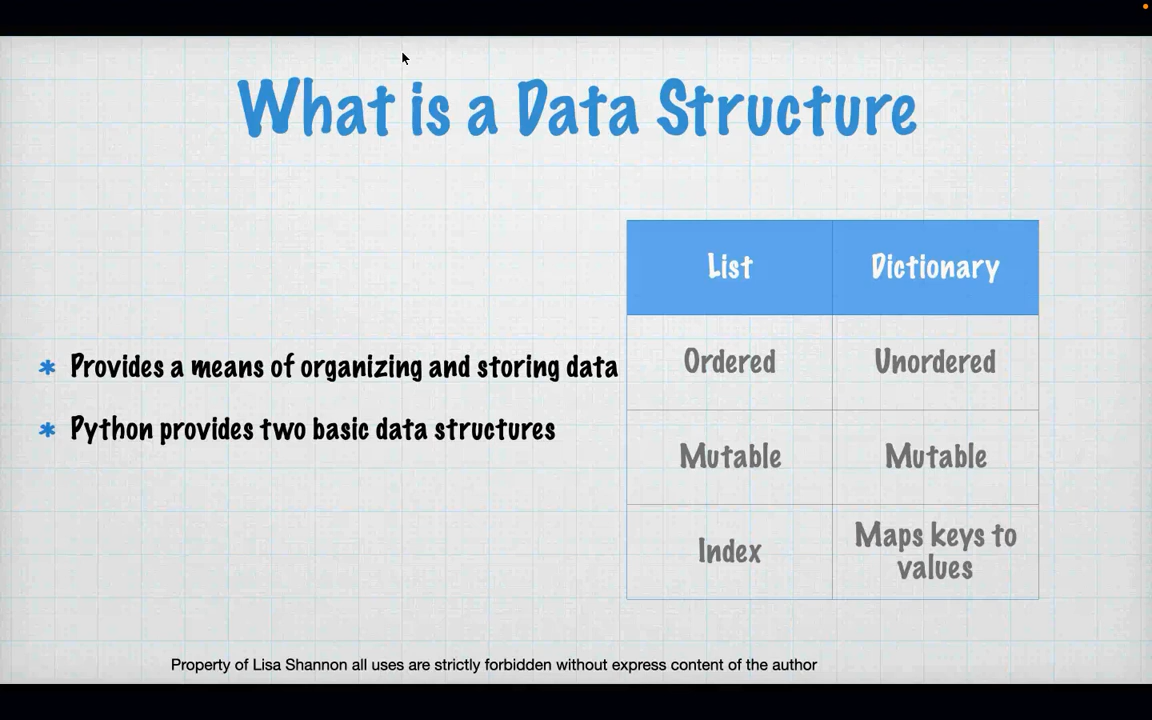 What is a Data Structure
* Provides a means of organizing and storing data
* Python provides two basic data structures
List Dictionary
Ordered Unordered
Mutable Mutable
Index Maps keys to
values
Property of Lisa Shannon all uses are strictly forbidden without express content of the author